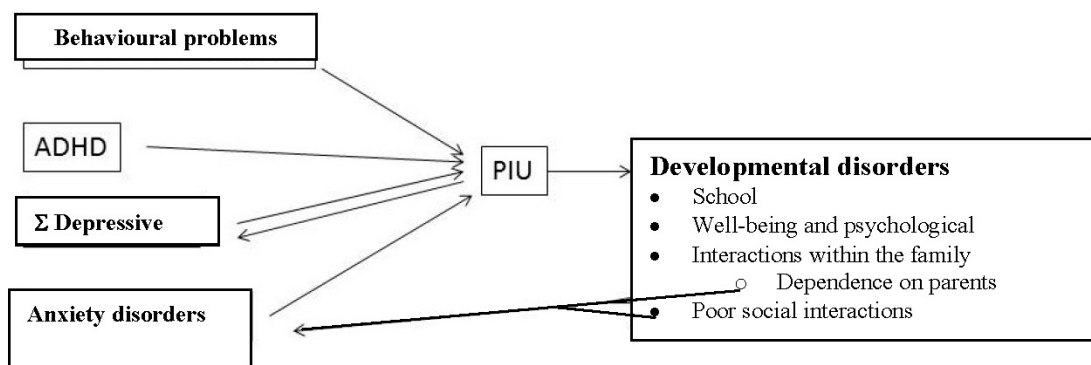 Behavioural problems
ADHD
Σ Depressive
Anxiety disorders
PIU
Developmental disorders
● School
● Well-being and psychological
● Interactions within the family
○ Dependence on parents
● Poor social interactions